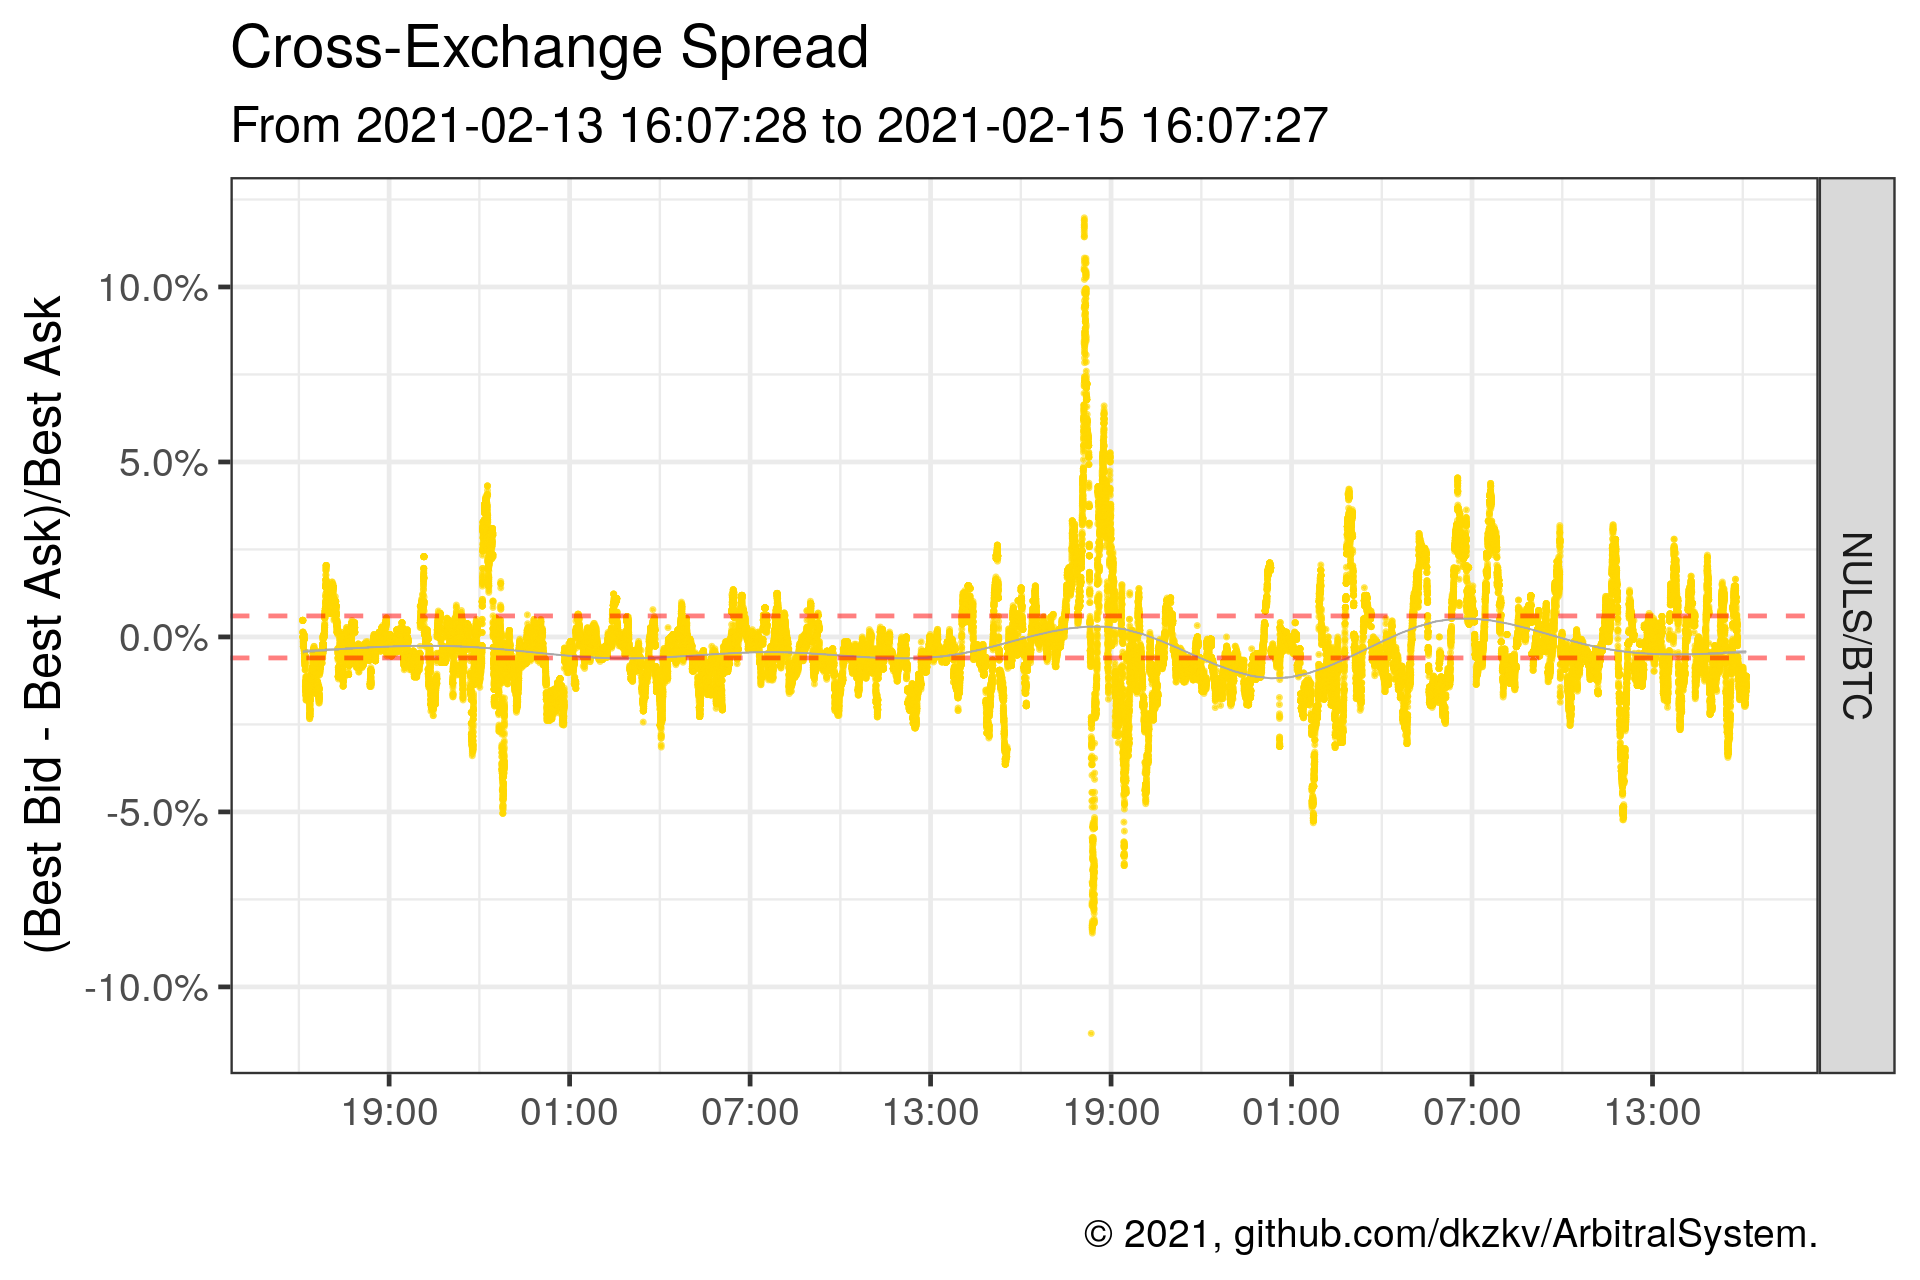 Cross-Exchange Spread
From 2021-02-13 16:07:28 to 2021-02-15 16:07:27
(Best Bid - Best Ask)/Best Ask
10.0%
5.0%
0.0%
-5.0%
-10.0%
NULS/BTC
19:00 01:00 07:00 13:00 19:00 01:00 07:00 13:00
© 2021, github.com/dkzkv/ArbitralSystem.